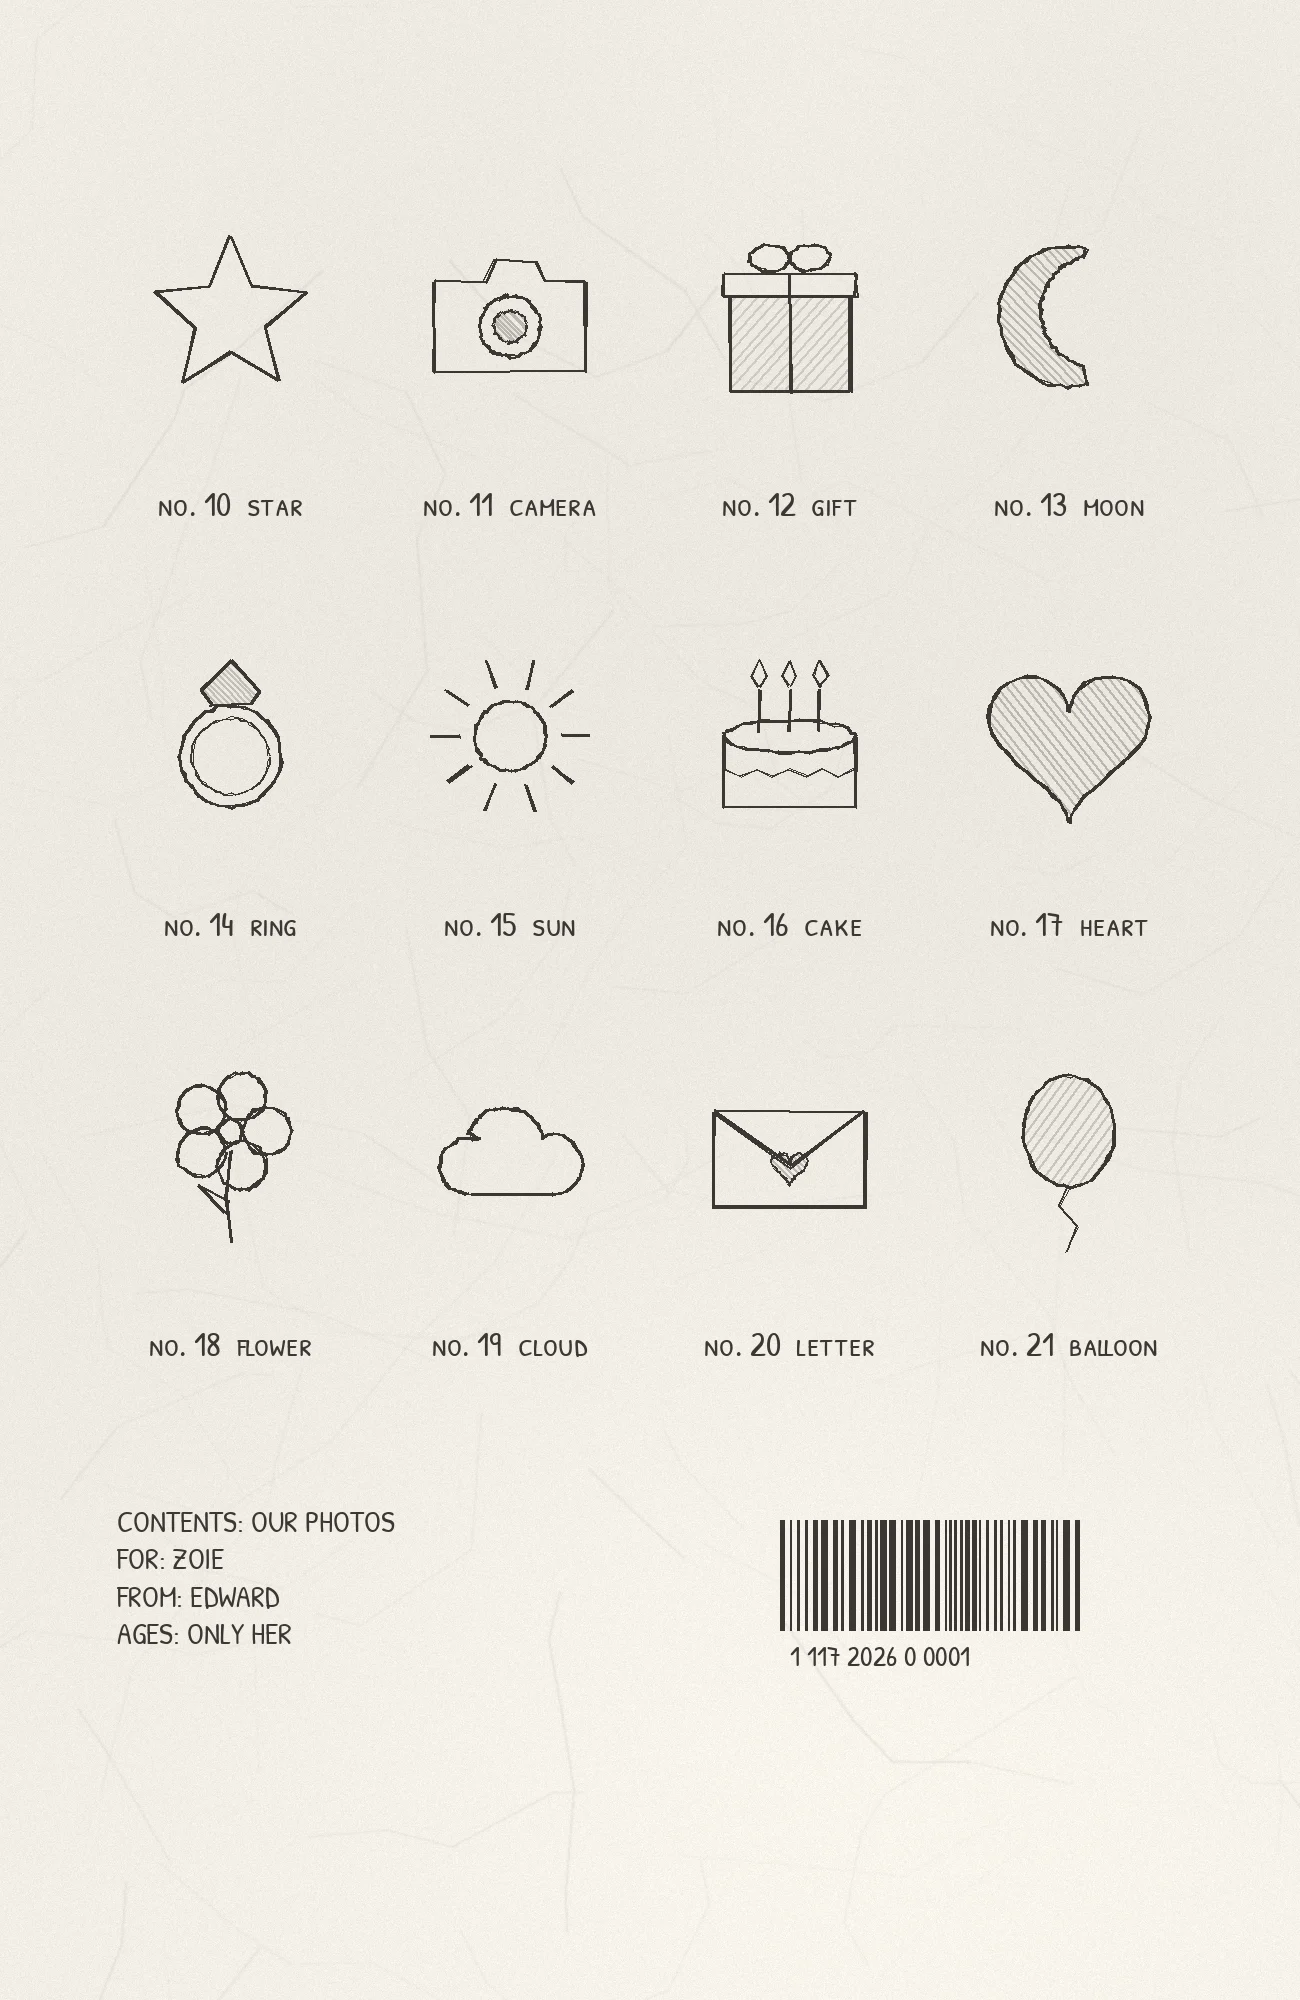 NO. 10 STAR
NO. 11 CAMERA
NO. 12 GIFT
NO. 13 MOON
NO. 14 RING
NO. 15 SUN
NO. 16 CAKE
NO. 17 HEART
NO. 18 FLOWER
NO. 19 CLOUD
NO. 20 LETTER
NO. 21 BALLOON
CONTENTS: OUR PHOTOS
FOR: ZOIE
FROM: EDWARD
AGES: ONLY HER
1 117 2026 0 0001